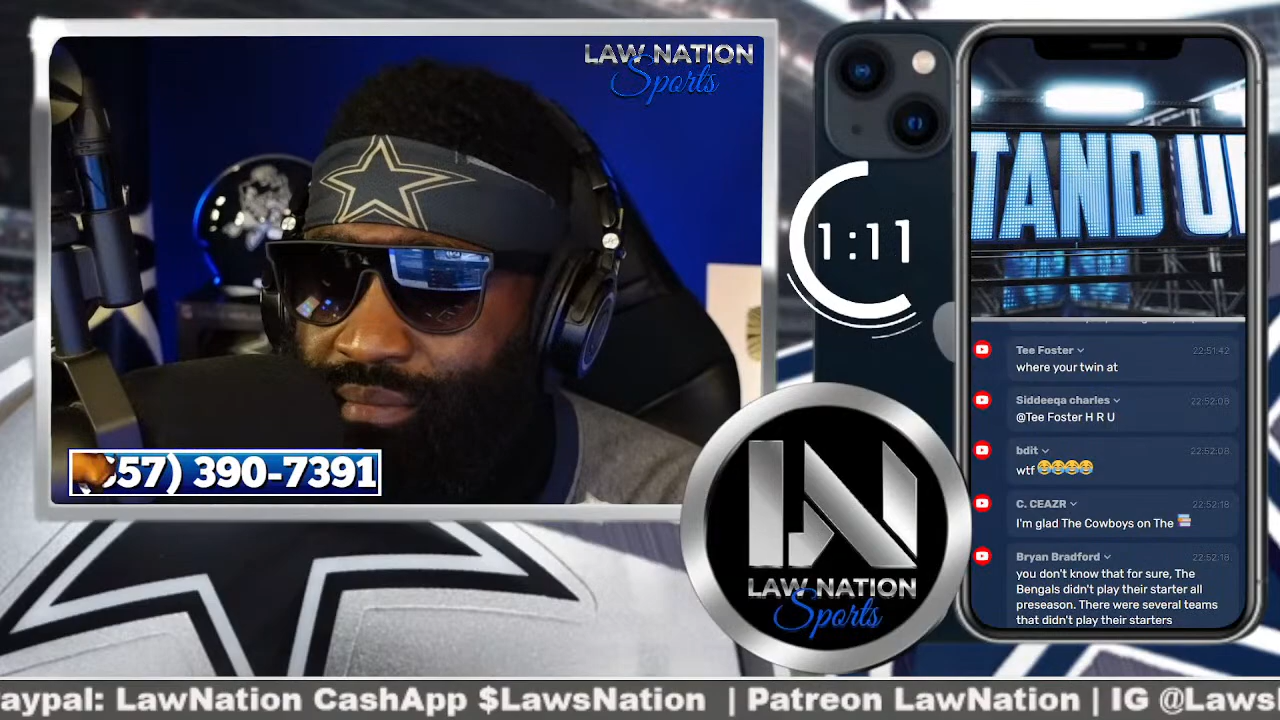 LAW NATION
Sports
57) 390-7391
1:11
TAND U
Tee Foster 22:51:42
where your twin at
Siddeeqa charles 22:52:08
@Tee Foster H R U
bdit 22:52:08
wtf 😂😂😂😂
C. CEAZR 22:52:18
I'm glad The Cowboys on The 📚
Bryan Bradford 22:52:18
you don't know that for sure, The
Bengals didn't play their starter all
preseason. There were several teams
that didn't play their starters
LN
LAW NATION
Sports
aypal: LawNation CashApp $LawsNation | Patreon LawNation | IG @Laws